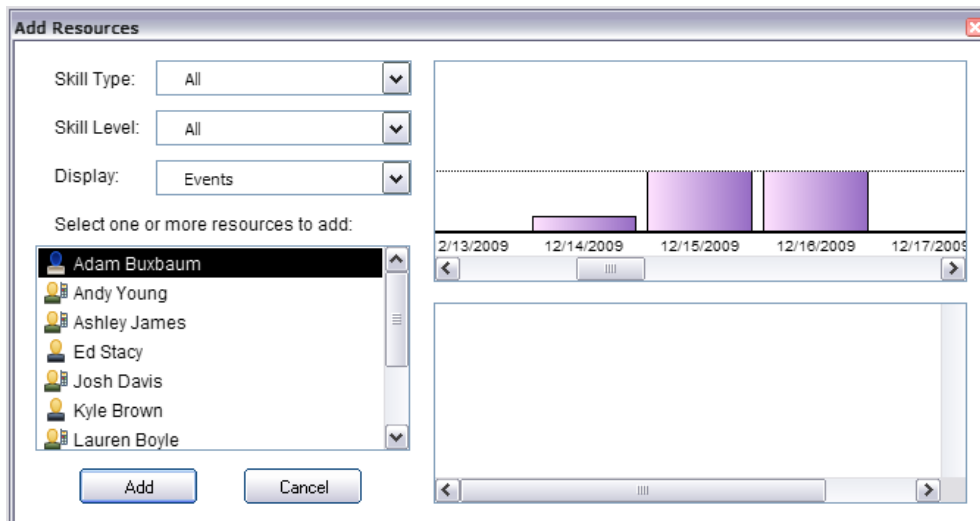 Add Resources
Skill Type: All
Skill Level: All
Display: Events
Select one or more resources to add:
Adam Buxbaum
Andy Young
Ashley James
Ed Stacy
Josh Davis
Kyle Brown
Lauren Boyle
Add Cancel
2/13/2009 12/14/2009 12/15/2009 12/16/2009 12/17/2009